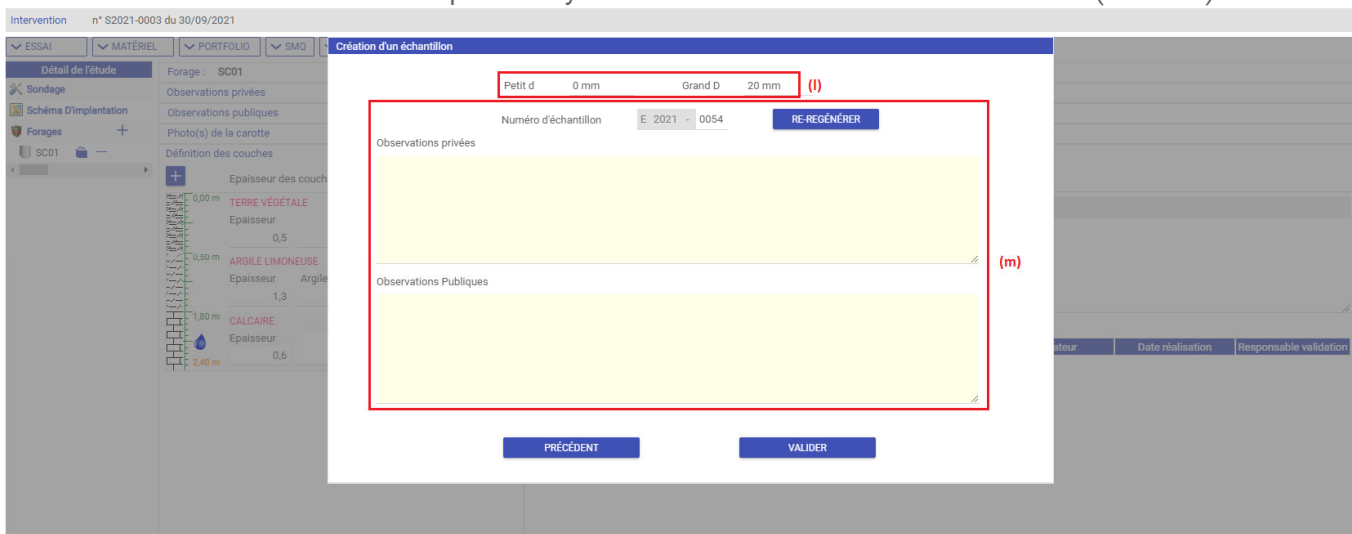 Intervention n° S2021-0003 du 30/09/2021
ESSAI MATÉRIEL PORTFOLIO SMQ
Création d'un échantillon
Détail de l'étude
Sondage
Schéma D'implantation
Forages +
SC01 —
Forage : SC01
Observations privées
Observations publiques
Photo(s) de la carotte
Définition des couches
+ Epaisseur des couch
0,00 m TERRE VÉGÉTALE
Epaisseur
0,5
0,50 m ARGILE LIMONEUSE
Epaisseur Argile
1,3
1,80 m CALCAIRE
Epaisseur
0,6
2,40 m
Petit d 0 mm Grand D 20 mm (l)
Numéro d'échantillon E 2021 - 0054 RE-REGÉNÉRER
Observations privées
(m)
Observations Publiques
PRÉCÉDENT VALIDER
ateur Date réalisation Responsable validation